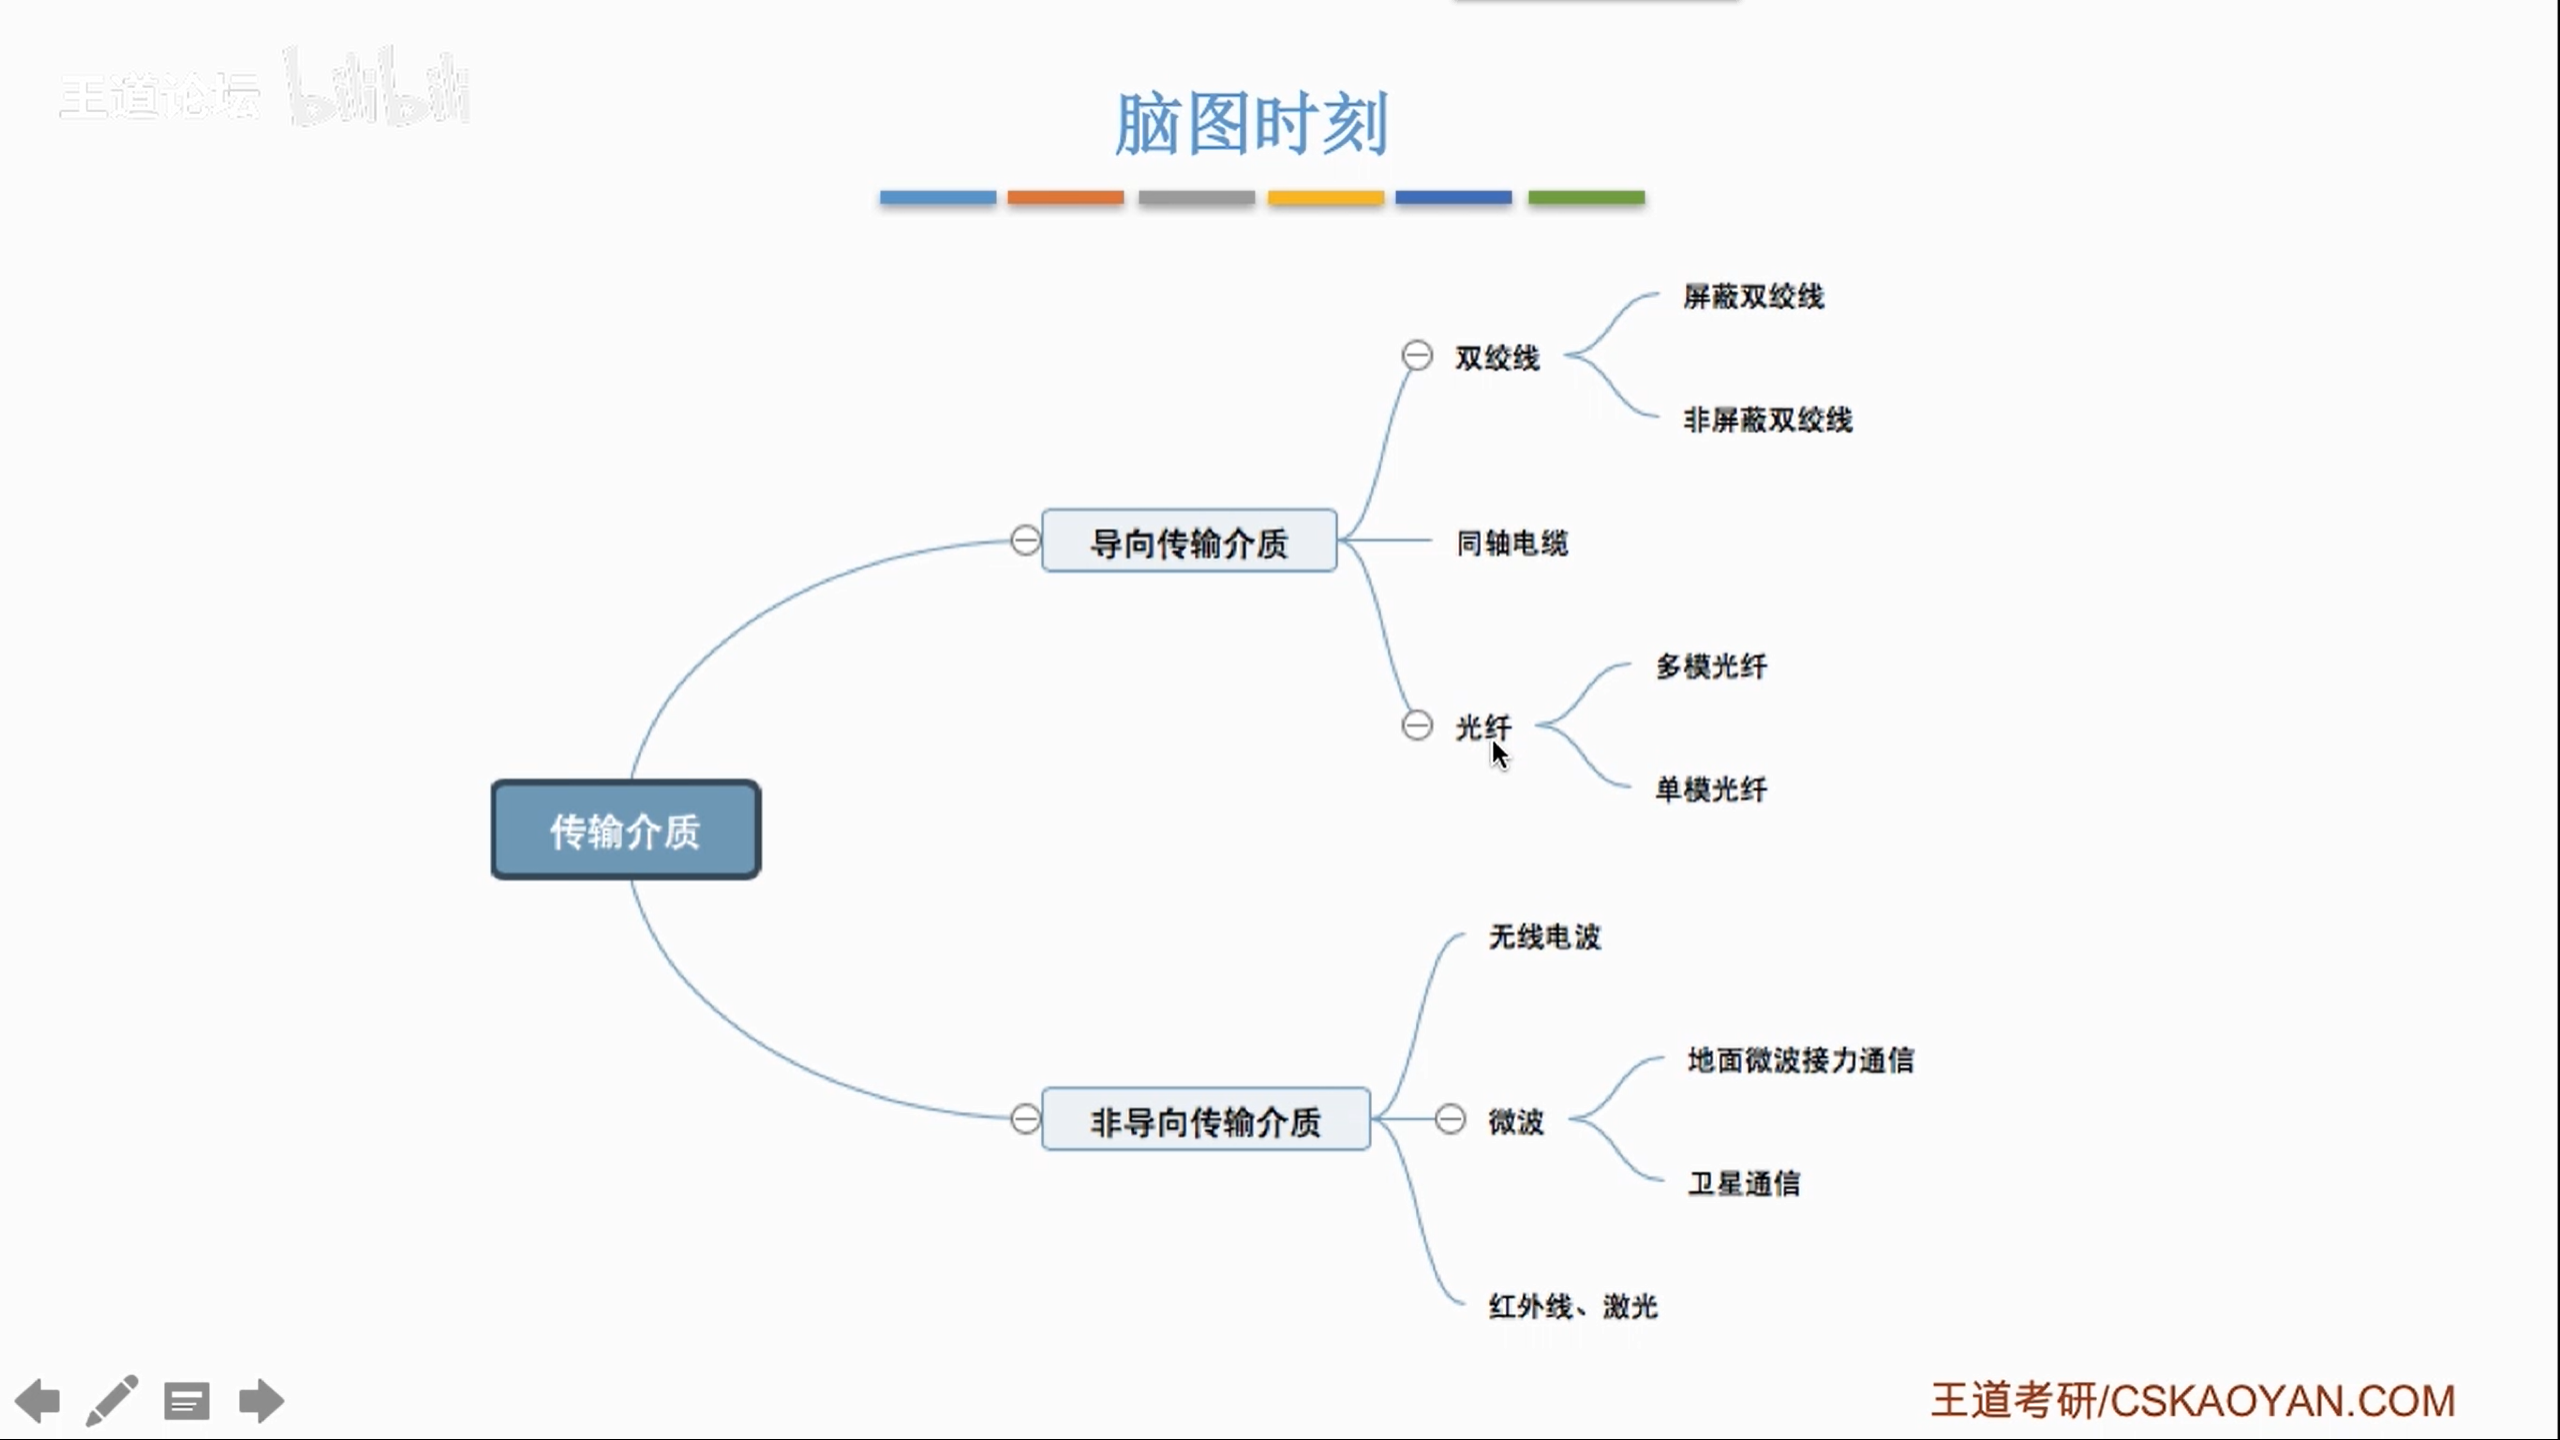 王道论坛 bilibili
脑图时刻
屏蔽双绞线
双绞线
非屏蔽双绞线
导向传输介质
同轴电缆
多模光纤
光纤
单模光纤
传输介质
无线电波
地面微波接力通信
非导向传输介质
微波
卫星通信
红外线、激光
王道考研/CSKAOYAN.COM